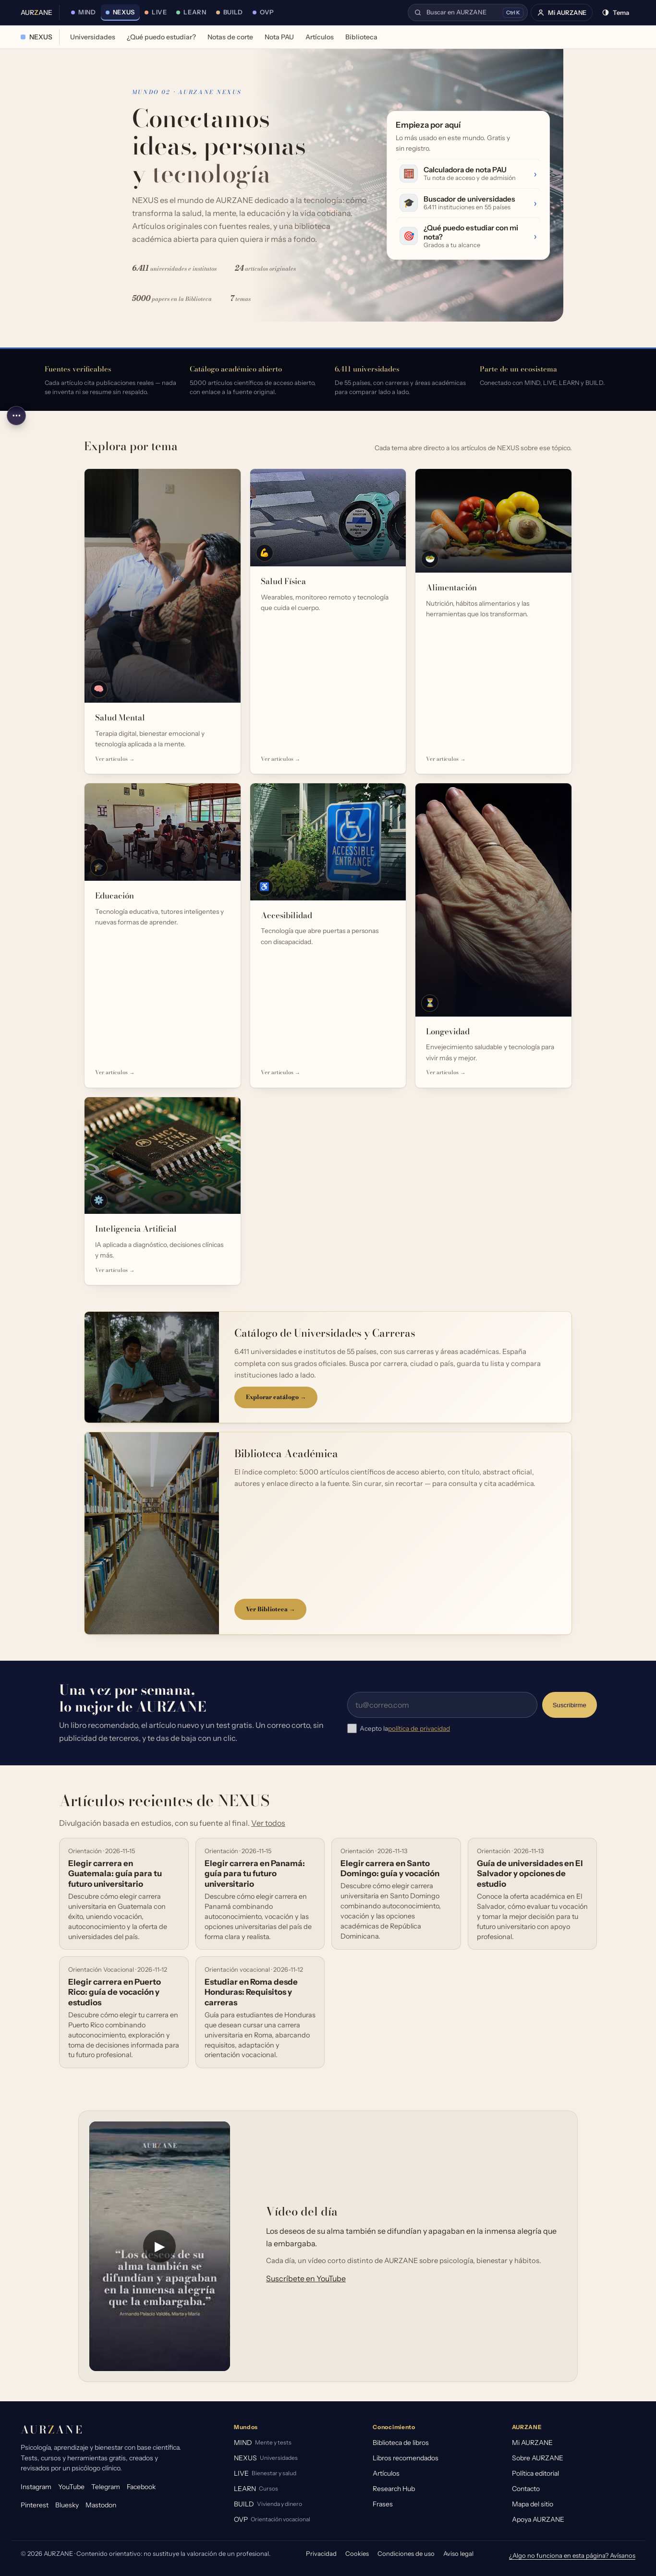 AURZANE
MIND
NEXUS
LIVE
LEARN
BUILD
OVP
Buscar en AURZANE
Ctrl K
Mi AURZANE
Tema
NEXUS
Universidades
¿Qué puedo estudiar?
Notas de corte
Nota PAU
Artículos
Biblioteca
MUNDO 02 · AURZANE NEXUS
Conectamos
ideas, personas
y tecnología
NEXUS es el mundo de AURZANE dedicado a la tecnología: cómo
transforma la salud, la mente, la educación y la vida cotidiana.
Artículos originales con fuentes reales, y una biblioteca
académica abierta para quien quiera ir más a fondo.
6.411 universidades e institutos
24 artículos originales
5000 papers en la Biblioteca
7 temas
Empieza por aquí
Lo más usado en este mundo. Gratis y
sin registro.
Calculadora de nota PAU
Tu nota de acceso y de admisión
Buscador de universidades
6.411 instituciones en 55 países
¿Qué puedo estudiar con mi
nota?
Grados a tu alcance
Fuentes verificables
Cada artículo cita publicaciones reales — nada
se inventa ni se resume sin respaldo.
Catálogo académico abierto
5.000 artículos científicos de acceso abierto,
con enlace a la fuente original.
6.411 universidades
De 55 países, con carreras y áreas académicas
para comparar lado a lado.
Parte de un ecosistema
Conectado con MIND, LIVE, LEARN y BUILD.
Explora por tema
Cada tema abre directo a los artículos de NEXUS sobre ese tópico.
Salud Mental
Terapia digital, bienestar emocional y
tecnología aplicada a la mente.
Ver artículos →
Salud Física
Wearables, monitoreo remoto y tecnología
que cuida el cuerpo.
Ver artículos →
Alimentación
Nutrición, hábitos alimentarios y las
herramientas que los transforman.
Ver artículos →
Educación
Tecnología educativa, tutores inteligentes y
nuevas formas de aprender.
Ver artículos →
ACCESSIBLE
ENTRANCE
Accesibilidad
Tecnología que abre puertas a personas
con discapacidad.
Ver artículos →
Longevidad
Envejecimiento saludable y tecnología para
vivir más y mejor.
Ver artículos →
Inteligencia Artificial
IA aplicada a diagnóstico, decisiones clínicas
y más.
Ver artículos →
Catálogo de Universidades y Carreras
6.411 universidades e institutos de 55 países, con sus carreras y áreas académicas. España
completa con sus grados oficiales. Busca por carrera, ciudad o país, guarda tu lista y compara
instituciones lado a lado.
Explorar catálogo →
Biblioteca Académica
El índice completo: 5.000 artículos científicos de acceso abierto, con título, abstract oficial,
autores y enlace directo a la fuente. Sin curar, sin recortar — para consulta y cita académica.
Ver Biblioteca →
Una vez por semana,
lo mejor de AURZANE
Un libro recomendado, el artículo nuevo y un test gratis. Un correo corto, sin
publicidad de terceros, y te das de baja con un clic.
tu@correo.com
Suscribirme
Acepto la política de privacidad
Artículos recientes de NEXUS
Divulgación basada en estudios, con su fuente al final. Ver todos
Orientación · 2026-11-15
Elegir carrera en
Guatemala: guía para tu
futuro universitario
Descubre cómo elegir carrera
universitaria en Guatemala con
éxito, uniendo vocación,
autoconocimiento y la oferta de
universidades del país.
Orientación · 2026-11-15
Elegir carrera en Panamá:
guía para tu futuro
universitario
Descubre cómo elegir carrera en
Panamá combinando
autoconocimiento, vocación y las
opciones universitarias del país de
forma clara y realista.
Orientación · 2026-11-13
Elegir carrera en Santo
Domingo: guía y vocación
Descubre cómo elegir carrera
universitaria en Santo Domingo
combinando autoconocimiento,
vocación y las opciones
académicas de República
Dominicana.
Orientación · 2026-11-13
Guía de universidades en El
Salvador y opciones de
estudio
Conoce la oferta académica en El
Salvador, cómo evaluar tu vocación
y tomar la mejor decisión para tu
futuro universitario con apoyo
profesional.
Orientación Vocacional · 2026-11-12
Elegir carrera en Puerto
Rico: guía de vocación y
estudios
Descubre cómo elegir tu carrera en
Puerto Rico combinando
autoconocimiento, exploración y
toma de decisiones informada para
tu futuro profesional.
Orientación vocacional · 2026-11-12
Estudiar en Roma desde
Honduras: Requisitos y
carreras
Guía para estudiantes de Honduras
que desean cursar una carrera
universitaria en Roma, abarcando
requisitos, adaptación y
orientación vocacional.
AURZANE
“Los deseos de su
alma también se
difundían y apagaban
en la inmensa alegría
que la embargaba.”
Armando Palacio Valdés, Marta y María
Vídeo del día
Los deseos de su alma también se difundían y apagaban en la inmensa alegría que
la embargaba.
Cada día, un vídeo corto distinto de AURZANE sobre psicología, bienestar y hábitos.
Suscríbete en YouTube
AURZANE
Psicología, aprendizaje y bienestar con base científica.
Tests, cursos y herramientas gratis, creados y
revisados por un psicólogo clínico.
Instagram
YouTube
Telegram
Facebook
Pinterest
Bluesky
Mastodon
Mundos
MIND Mente y tests
NEXUS Universidades
LIVE Bienestar y salud
LEARN Cursos
BUILD Vivienda y dinero
OVP Orientación vocacional
Conocimiento
Biblioteca de libros
Libros recomendados
Artículos
Research Hub
Frases
AURZANE
Mi AURZANE
Sobre AURZANE
Política editorial
Contacto
Mapa del sitio
Apoya AURZANE
© 2026 AURZANE · Contenido orientativo: no sustituye la valoración de un profesional.
Privacidad
Cookies
Condiciones de uso
Aviso legal
¿Algo no funciona en esta página? Avísanos